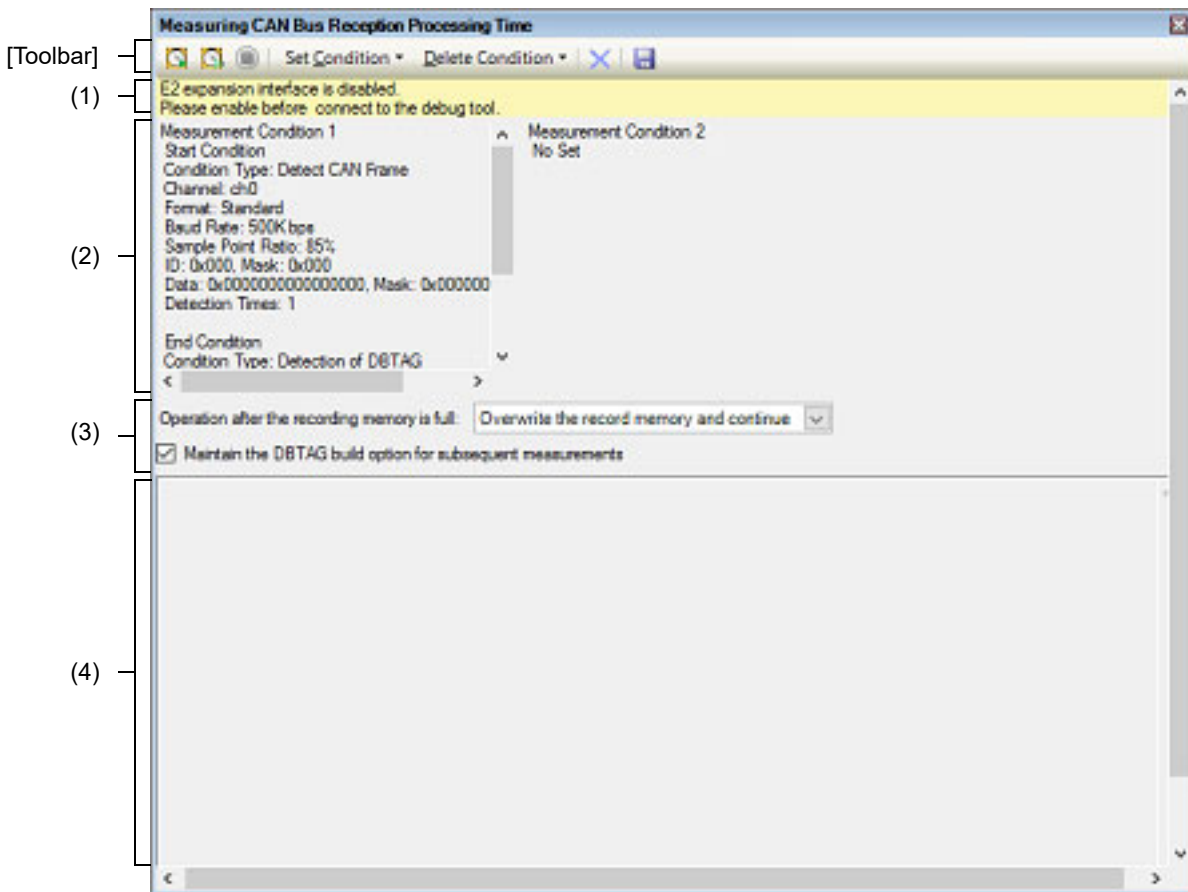 Measuring CAN Bus Reception Processing Time
[Toolbar]
Set Condition Delete Condition
(1)
E2 expansion interface is disabled.
Please enable before connect to the debug tool.
(2)
Measurement Condition 1
Start Condition
Condition Type: Detect CAN Frame
Channel: ch0
Format: Standard
Baud Rate: 500Kbps
Sample Point Ratio: 85%
ID: 0x000, Mask: 0x000
Data: 0x0000000000000000, Mask: 0x000000
Detection Times: 1
End Condition
Condition Type: Detection of DBTAG
Measurement Condition 2
No Set
(3)
Operation after the recording memory is full: Overwrite the record memory and continue
Maintain the DBTAG build option for subsequent measurements
(4)